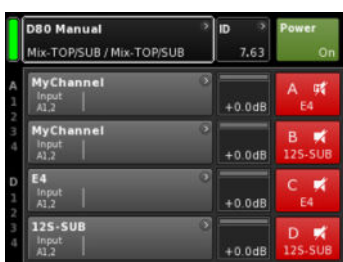 D80 Manual
Mix-TOP/SUB / Mix-TOP/SUB
ID
7.63
Power
On
A
1
2
3
4
D
1
2
3
4
MyChannel
Input
A1,2
+0.0dB
A
E4
MyChannel
Input
A1,2
+0.0dB
B
12S-SUB
E4
Input
A1,2
+0.0dB
C
E4
12S-SUB
Input
A1,2
+0.0dB
D
12S-SUB